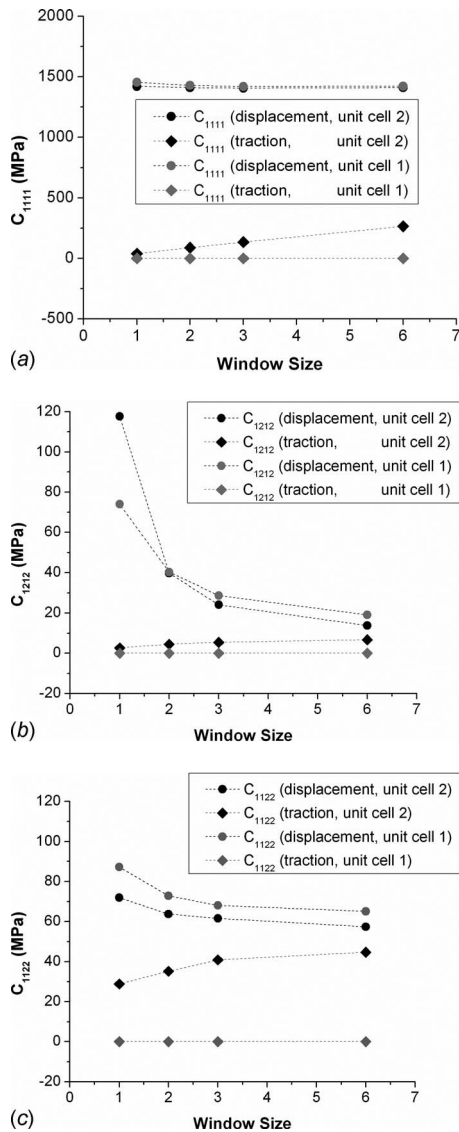 2000
1500
1000
500
0
-500
C1111 (MPa)
C1111 (displacement, unit cell 2)
C1111 (traction, unit cell 2)
C1111 (displacement, unit cell 1)
C1111 (traction, unit cell 1)
0 1 2 3 4 5 6 7
(a) Window Size
120
100
80
60
40
20
0
-20
C1212 (MPa)
C1212 (displacement, unit cell 2)
C1212 (traction, unit cell 2)
C1212 (displacement, unit cell 1)
C1212 (traction, unit cell 1)
0 1 2 3 4 5 6 7
(b) Window Size
120
100
80
60
40
20
0
-20
C1122 (MPa)
C1122 (displacement, unit cell 2)
C1122 (traction, unit cell 2)
C1122 (displacement, unit cell 1)
C1122 (traction, unit cell 1)
0 1 2 3 4 5 6 7
(c) Window Size